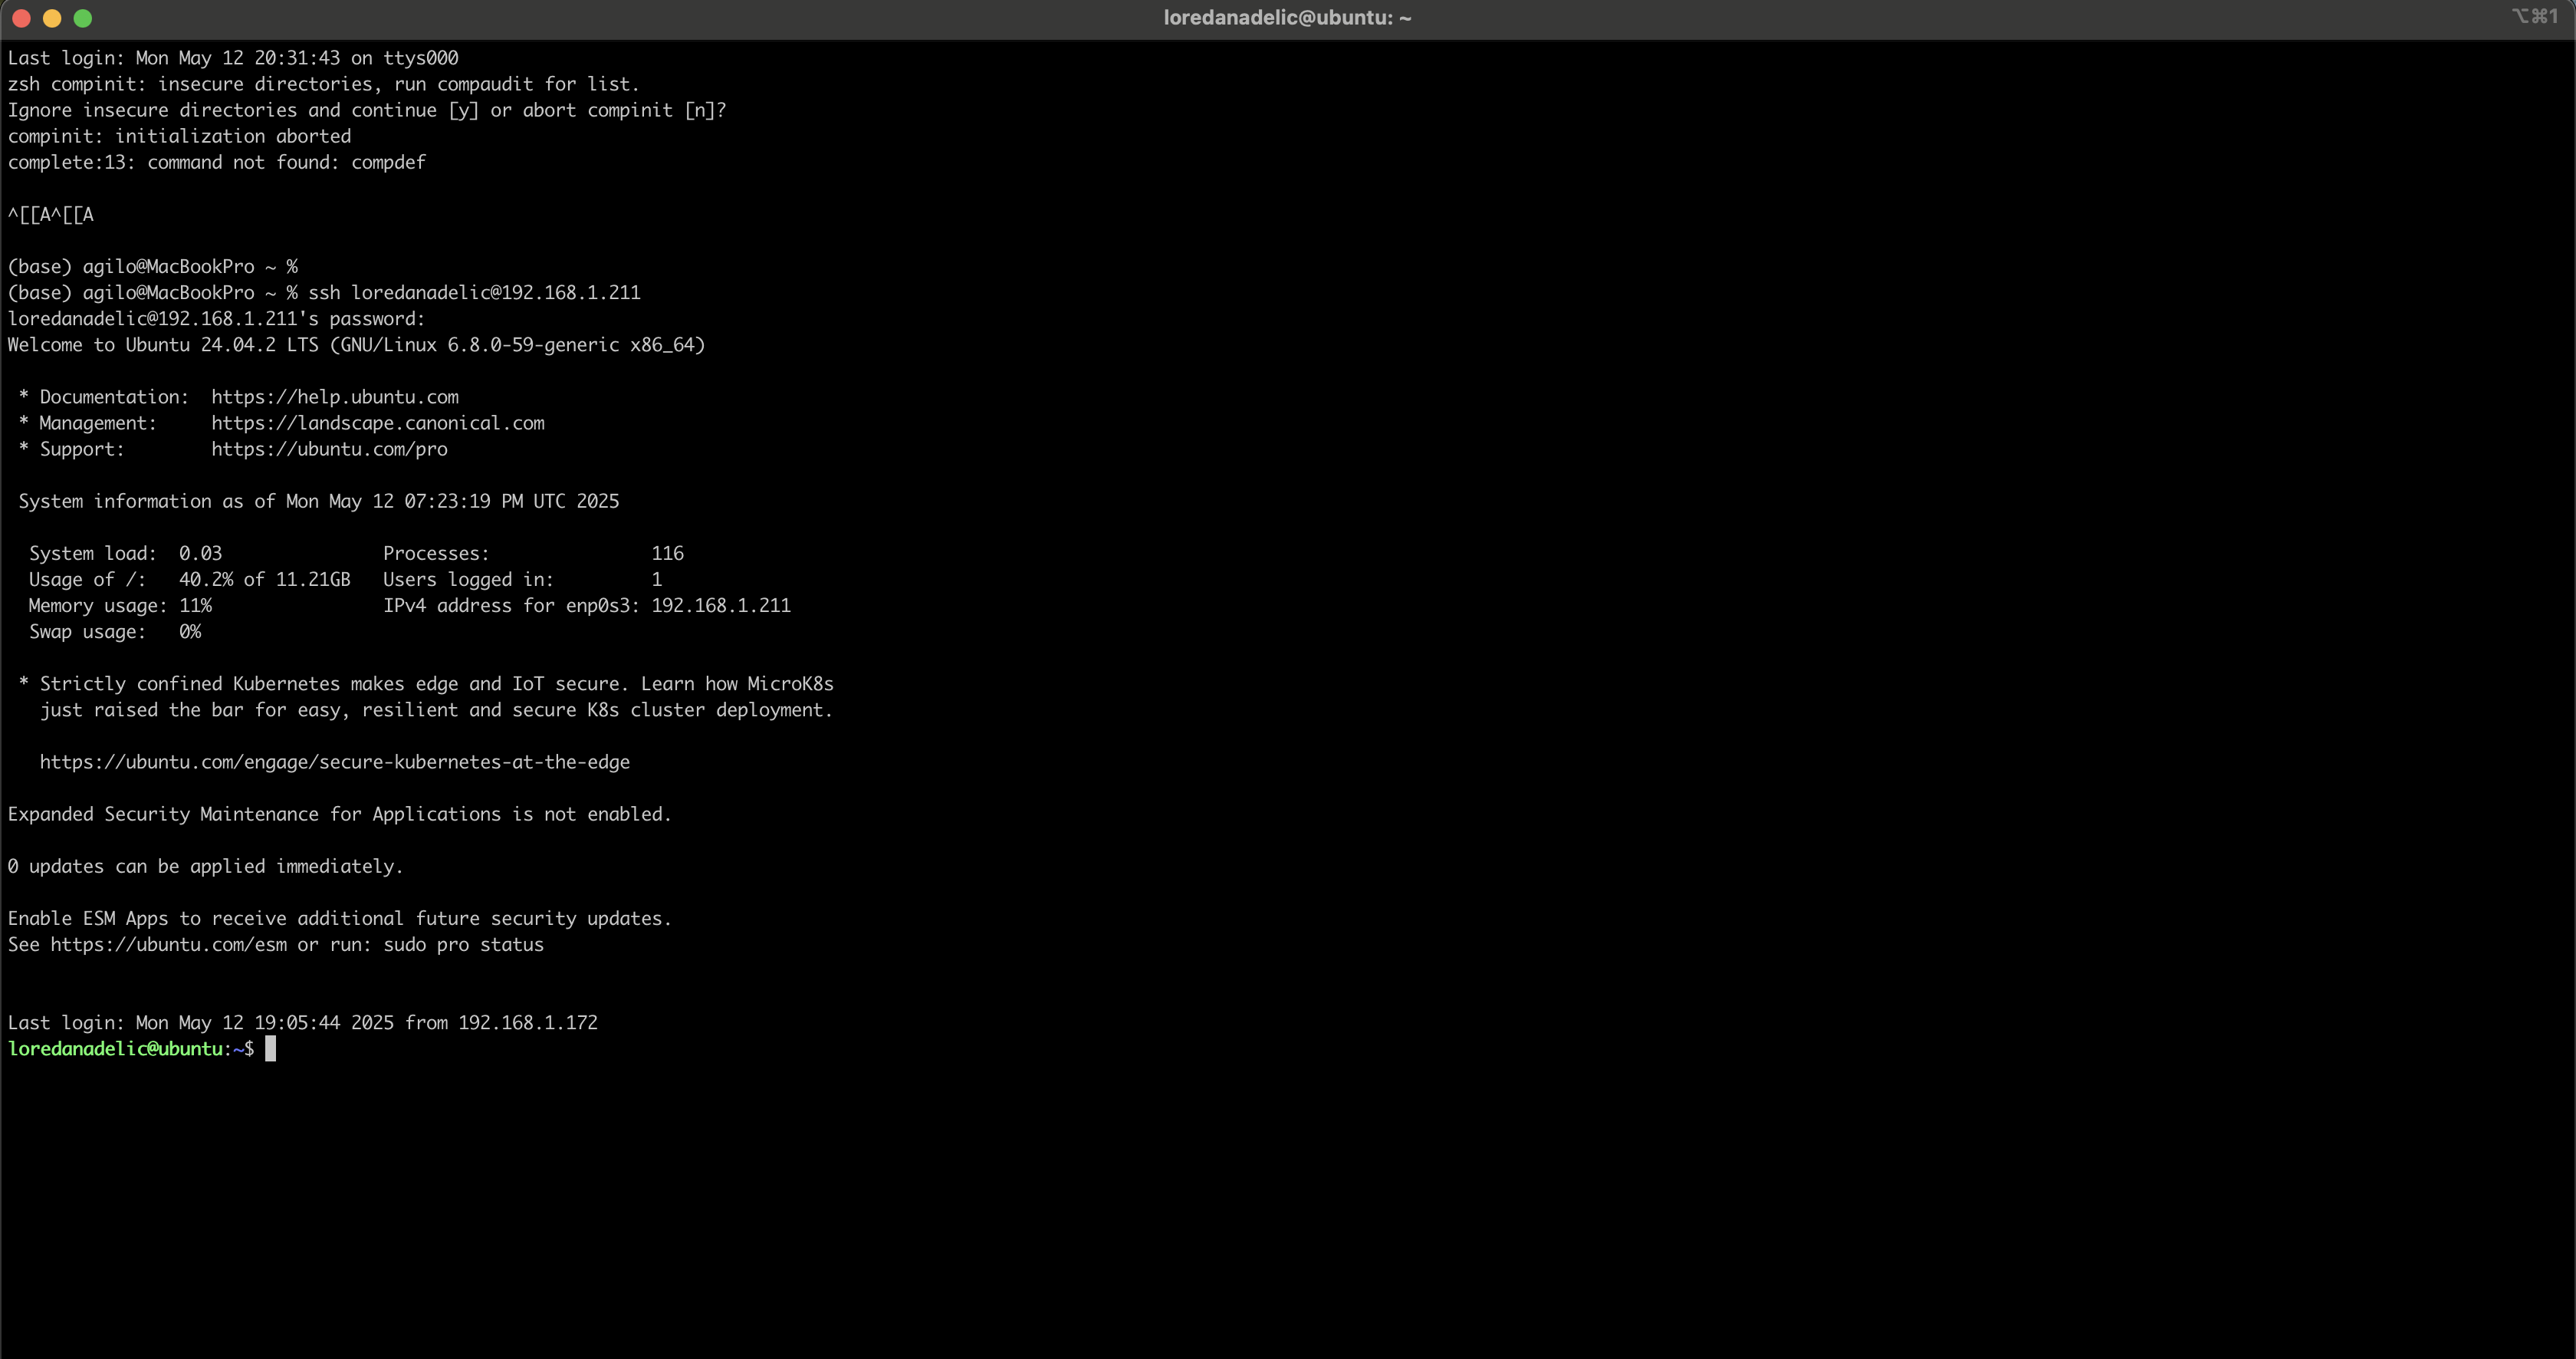 loredanadelic@ubuntu: ~
⌥⌘1
Last login: Mon May 12 20:31:43 on ttys000
zsh compinit: insecure directories, run compaudit for list.
Ignore insecure directories and continue [y] or abort compinit [n]?
compinit: initialization aborted
complete:13: command not found: compdef
^[[A^[[A
(base) agilo@MacBookPro ~ %
(base) agilo@MacBookPro ~ % ssh loredanadelic@192.168.1.211
loredanadelic@192.168.1.211's password:
Welcome to Ubuntu 24.04.2 LTS (GNU/Linux 6.8.0-59-generic x86_64)
* Documentation:  https://help.ubuntu.com
* Management:     https://landscape.canonical.com
* Support:        https://ubuntu.com/pro
System information as of Mon May 12 07:23:19 PM UTC 2025
System load:  0.03               Processes:               116
Usage of /:   40.2% of 11.21GB   Users logged in:         1
Memory usage: 11%                IPv4 address for enp0s3: 192.168.1.211
Swap usage:   0%
* Strictly confined Kubernetes makes edge and IoT secure. Learn how MicroK8s
just raised the bar for easy, resilient and secure K8s cluster deployment.
https://ubuntu.com/engage/secure-kubernetes-at-the-edge
Expanded Security Maintenance for Applications is not enabled.
0 updates can be applied immediately.
Enable ESM Apps to receive additional future security updates.
See https://ubuntu.com/esm or run: sudo pro status
Last login: Mon May 12 19:05:44 2025 from 192.168.1.172
loredanadelic@ubuntu:~$